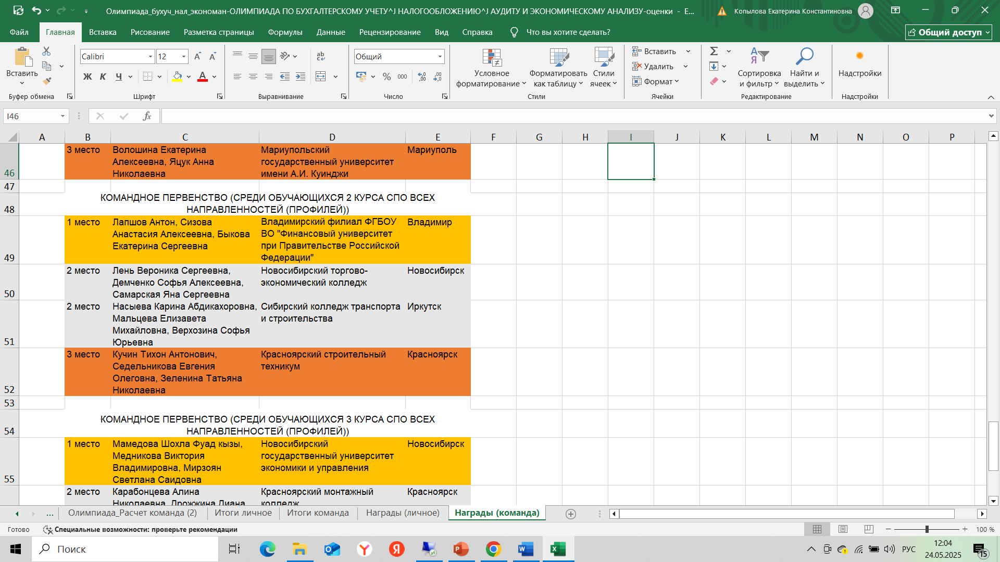 Олимпиада_бухуч_нал_экономан-ОЛИМПИАДА ПО БУХГАЛТЕРСКОМУ УЧЕТУ^J НАЛОГООБЛОЖЕНИЮ^J АУДИТУ И ЭКОНОМИЧЕСКОМУ АНАЛИЗУ-оценки - E...
Копылова Екатерина Константиновна
Файл Главная Вставка Рисование Разметка страницы Формулы Данные Рецензирование Вид Справка Что вы хотите сделать? Общий доступ
Вставить
Буфер обмена
Calibri 12
Ж К Ч
Шрифт
Выравнивание
Общий
% 000
Число
Условное форматирование
Форматировать как таблицу
Стили ячеек
Стили
Вставить
Удалить
Формат
Ячейки
Сортировка и фильтр
Найти и выделить
Редактирование
Надстройки
Надстройки
I46
A B C D E F G H I J K L M N O P
46 3 место Волошина Екатерина Алексеевна, Яцук Анна Николаевна Мариупольский государственный университет имени А.И. Куинджи Мариуполь
47
48 КОМАНДНОЕ ПЕРВЕНСТВО (СРЕДИ ОБУЧАЮЩИХСЯ 2 КУРСА СПО ВСЕХ НАПРАВЛЕННОСТЕЙ (ПРОФИЛЕЙ))
49 1 место Лапшов Антон, Сизова Анастасия Алексеевна, Быкова Екатерина Сергеевна Владимирский филиал ФГБОУ ВО "Финансовый университет при Правительстве Российской Федерации" Владимир
50 2 место Лень Вероника Сергеевна, Демченко Софья Алексеевна, Самарская Яна Сергеевна Новосибирский торгово-экономический колледж Новосибирск
51 2 место Насыева Карина Абдикахоровна, Мальцева Елизавета Михайловна, Верхозина Софья Юрьевна Сибирский колледж транспорта и строительства Иркутск
52 3 место Кучин Тихон Антонович, Седельникова Евгения Олеговна, Зеленина Татьяна Николаевна Красноярский строительный техникум Красноярск
53
54 КОМАНДНОЕ ПЕРВЕНСТВО (СРЕДИ ОБУЧАЮЩИХСЯ 3 КУРСА СПО ВСЕХ НАПРАВЛЕННОСТЕЙ (ПРОФИЛЕЙ))
55 1 место Мамедова Шохла Фуад кызы, Медникова Виктория Владимировна, Мирзоян Светлана Саидовна Новосибирский государственный университет экономики и управления Новосибирск
2 место Карабонцева Алина Николаевна, Дрожжина Диана Красноярский монтажный колледж Красноярск
... Олимпиада_Расчет команда (2) Итоги личное Итоги команда Награды (личное) Награды (команда)
Готово Специальные возможности: проверьте рекомендации 100 %
Поиск
РУС
12:04
24.05.2025
15